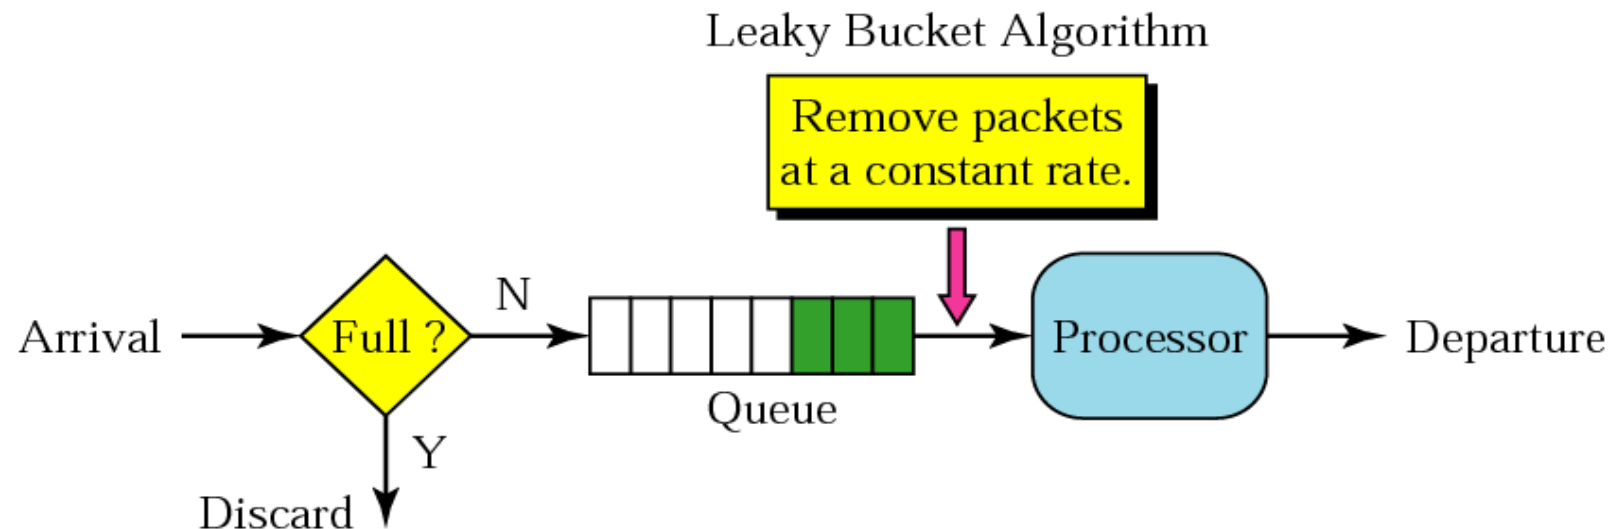 Leaky Bucket Algorithm
Remove packets
at a constant rate.
Arrival
Full ?
N
Y
Discard
Queue
Processor
Departure